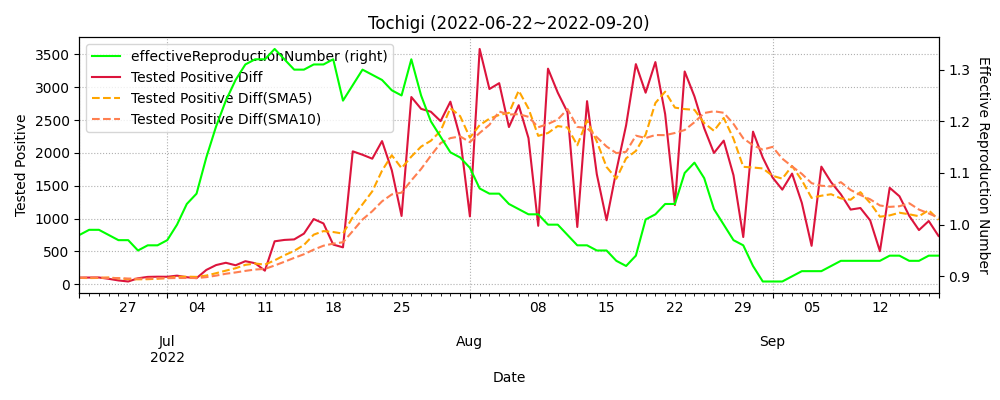 Tochigi (2022-06-22~2022-09-20)
effectiveReproductionNumber (right)
Tested Positive Diff
Tested Positive Diff(SMA5)
Tested Positive Diff(SMA10)
Tested Positive
3500
3000
2500
2000
1500
1000
500
0
1.3
1.2
1.1
1.0
0.9
Effective Reproduction Number
27 04 11 18 25 08 15 22 29 05 12
Jul Aug Sep
2022
Date